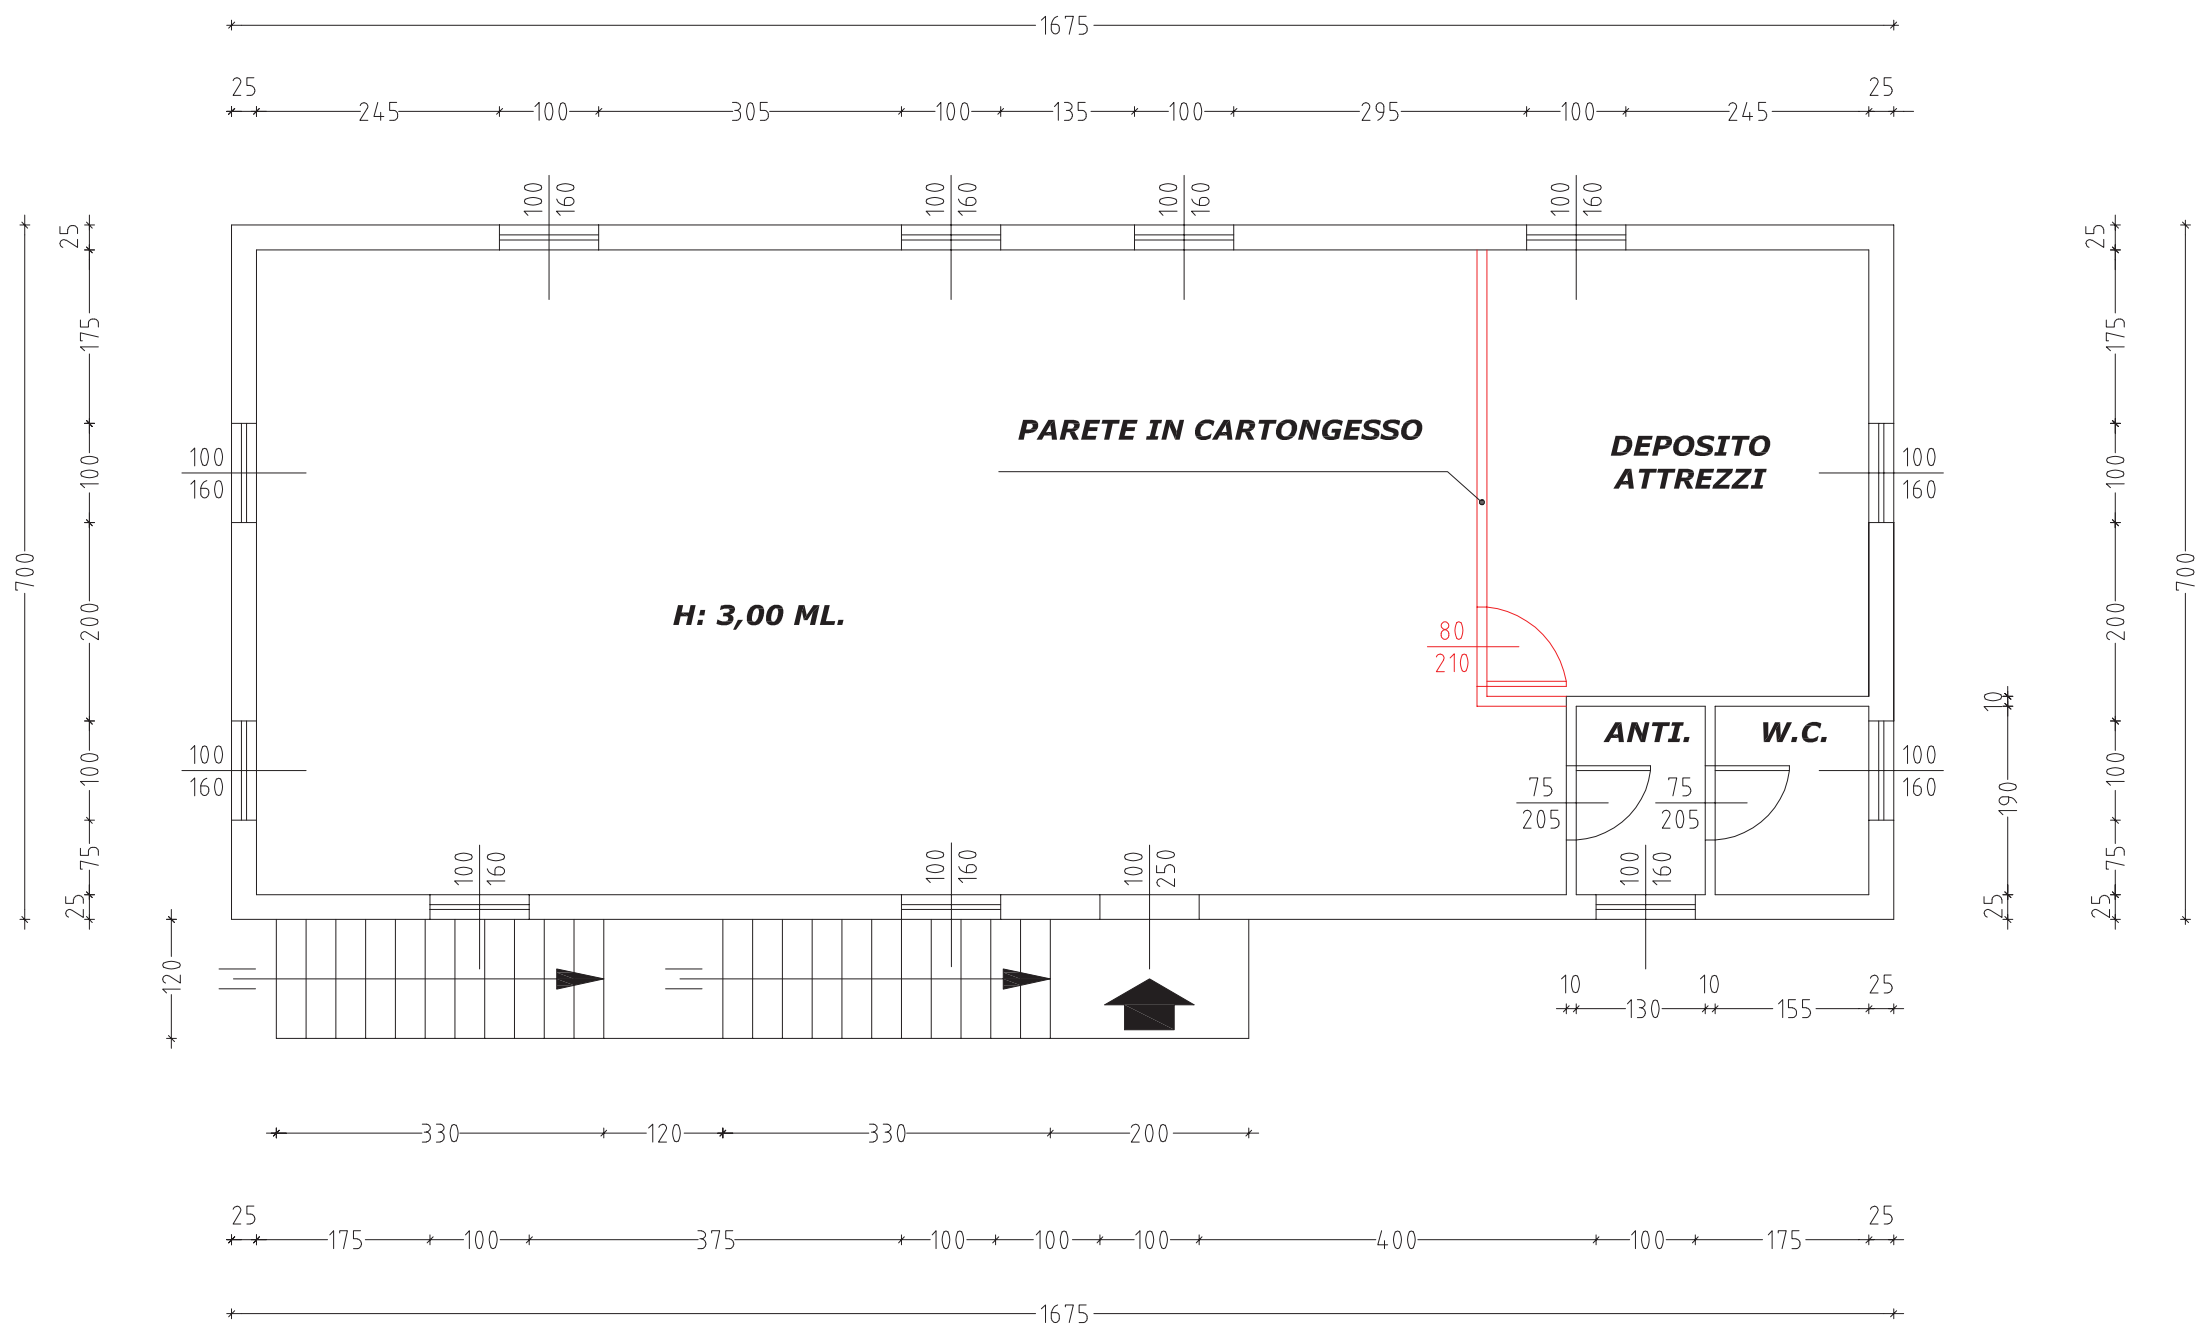 1675
25 25
245 100 305 100 135 100 295 100 245
100 160 100 160 100 160 100 160
25 25
175 175
PARETE IN CARTONGESSO
DEPOSITO
ATTREZZI
100 100
160 160
100 100
700 700
200 200
H: 3,00 ML.
80
210
10
ANTI. W.C.
100 100
160 160
100 100
75 75
205 205
190
75 75
100 160 100 160 100 250 100 160
25 25 25
120
10 10 25
130 155
330 120 330 200
25 25
175 100 375 100 100 100 400 100 175
1675